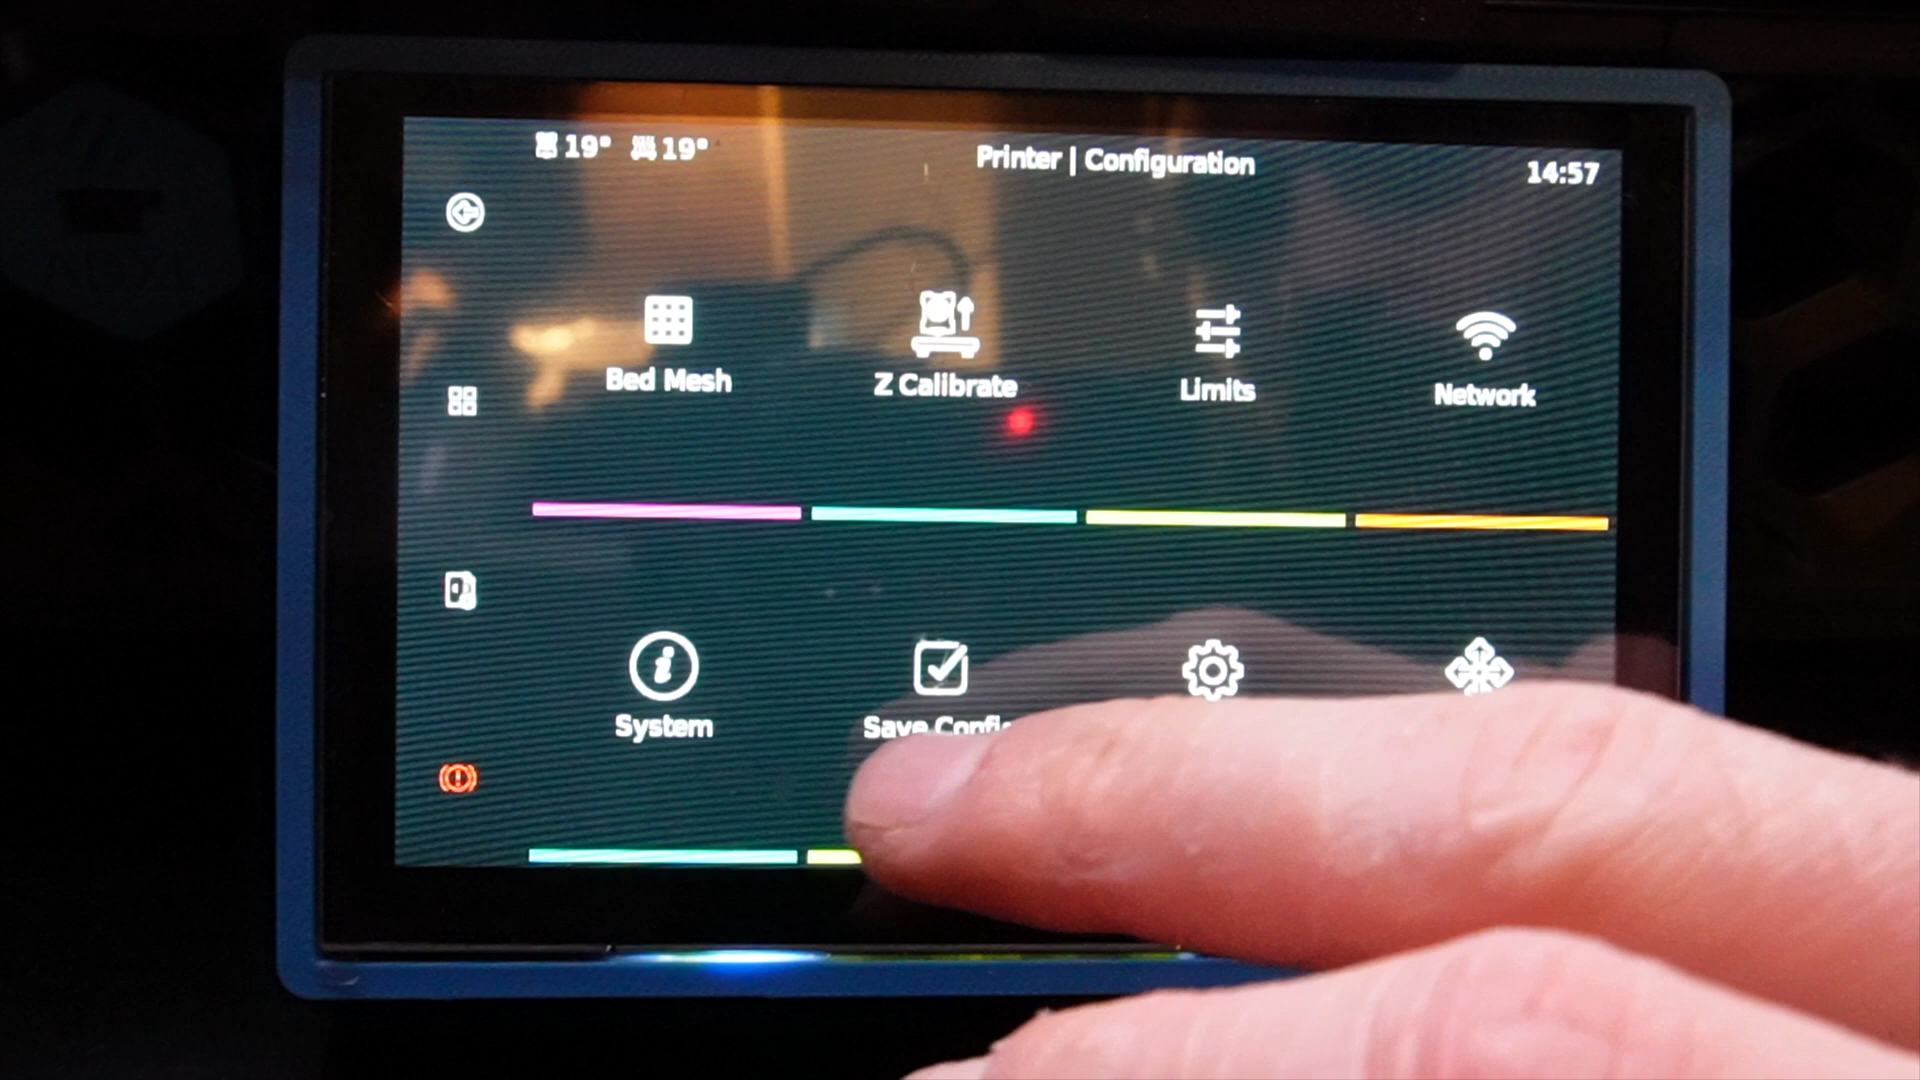 19° 19°
Printer | Configuration
14:57
Bed Mesh
Z Calibrate
Limits
Network
System
Save Config